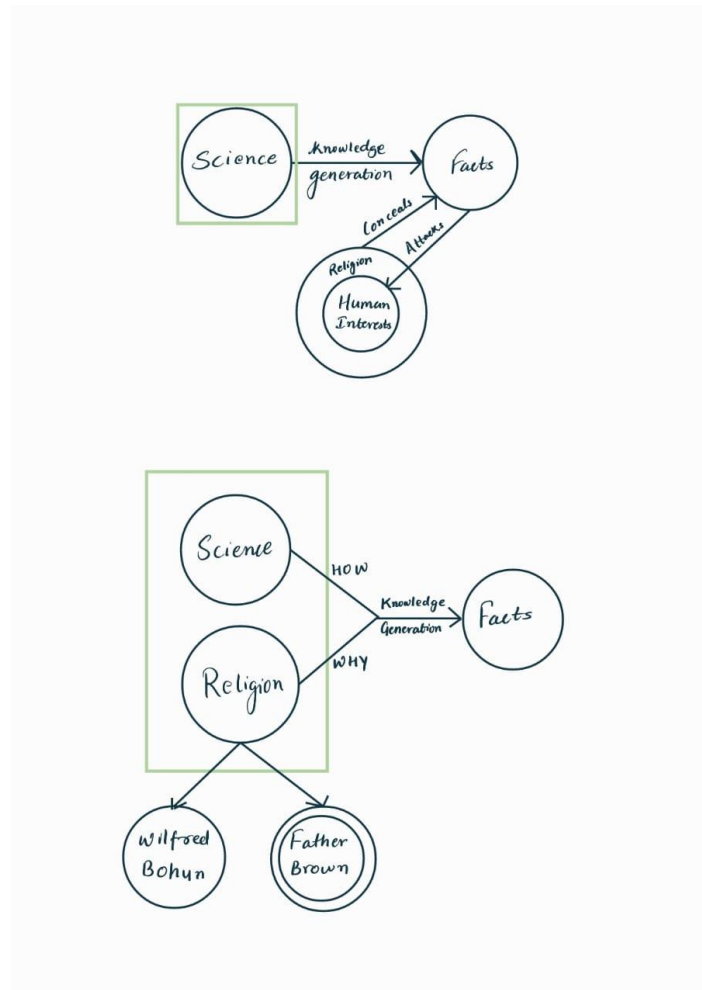 Science
Knowledge
generation
Facts
Conceals
Attacks
Religion
Human
Interests
Science
HOW
Knowledge
Generation
Facts
Religion
WHY
Wilfred
Bohun
Father
Brown